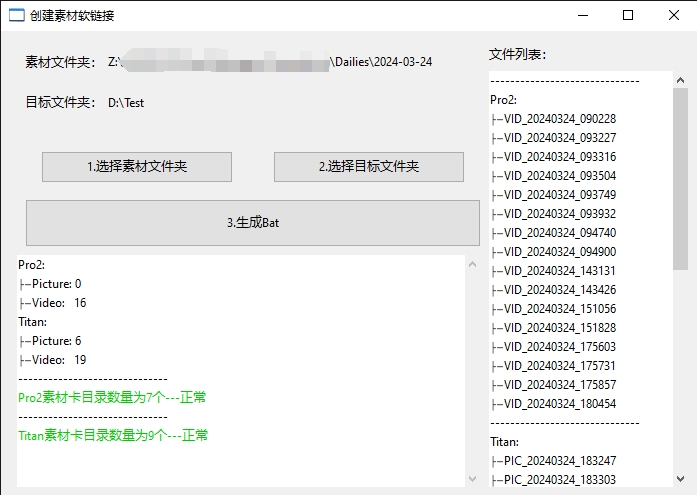 创建素材软链接
素材文件夹： Z:\ \Dailies\2024-03-24
目标文件夹： D:\Test
1.选择素材文件夹
2.选择目标文件夹
3.生成Bat
Pro2:
├─Picture: 0
├─Video: 16
Titan:
├─Picture: 6
├─Video: 19
------------------------------
Pro2素材卡目录数量为7个---正常
------------------------------
Titan素材卡目录数量为9个---正常
文件列表：
------------------------------
Pro2:
├─VID_20240324_090228
├─VID_20240324_093227
├─VID_20240324_093316
├─VID_20240324_093504
├─VID_20240324_093749
├─VID_20240324_093932
├─VID_20240324_094740
├─VID_20240324_094900
├─VID_20240324_143131
├─VID_20240324_143426
├─VID_20240324_151056
├─VID_20240324_151828
├─VID_20240324_175603
├─VID_20240324_175731
├─VID_20240324_175857
├─VID_20240324_180454
------------------------------
Titan:
├─PIC_20240324_183247
├─PIC_20240324_183303